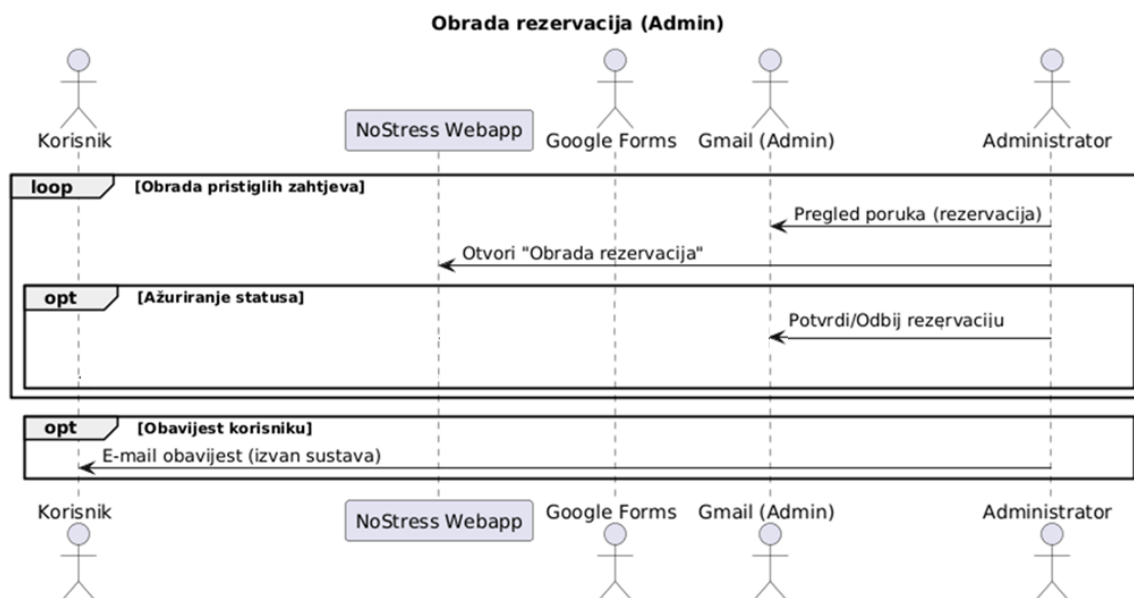 Obrada rezervacija (Admin)
Korisnik
NoStress Webapp
Google Forms
Gmail (Admin)
Administrator
loop [Obrada pristiglih zahtjeva]
Pregled poruka (rezervacija)
Otvori "Obrada rezervacija"
opt [Ažuriranje statusa]
Potvrdi/Odbij rezervaciju
opt [Obavijest korisniku]
E-mail obavijest (izvan sustava)
Korisnik
NoStress Webapp
Google Forms
Gmail (Admin)
Administrator